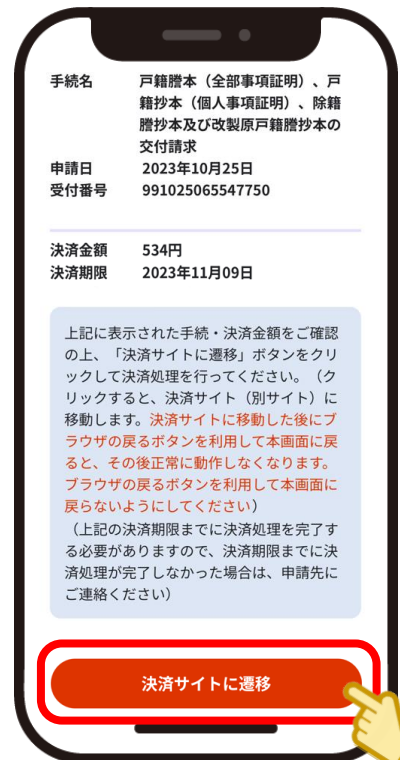 手続名 戸籍謄本（全部事項証明）、戸
籍抄本（個人事項証明）、除籍
謄抄本及び改製原戸籍謄抄本の
交付請求
申請日 2023年10月25日
受付番号 991025065547750
決済金額 534円
決済期限 2023年11月09日
上記に表示された手続・決済金額をご確認
の上、「決済サイトに遷移」ボタンをクリ
ックして決済処理を行ってください。（ク
リックすると、決済サイト（別サイト）に
移動します。決済サイトに移動した後にブ
ラウザの戻るボタンを利用して本画面に戻
ると、その後正常に動作しなくなります。
ブラウザの戻るボタンを利用して本画面に
戻らないようにしてください）
（上記の決済期限までに決済処理を完了す
る必要がありますので、決済期限までに決
済処理が完了しなかった場合は、申請先に
ご連絡ください）
決済サイトに遷移